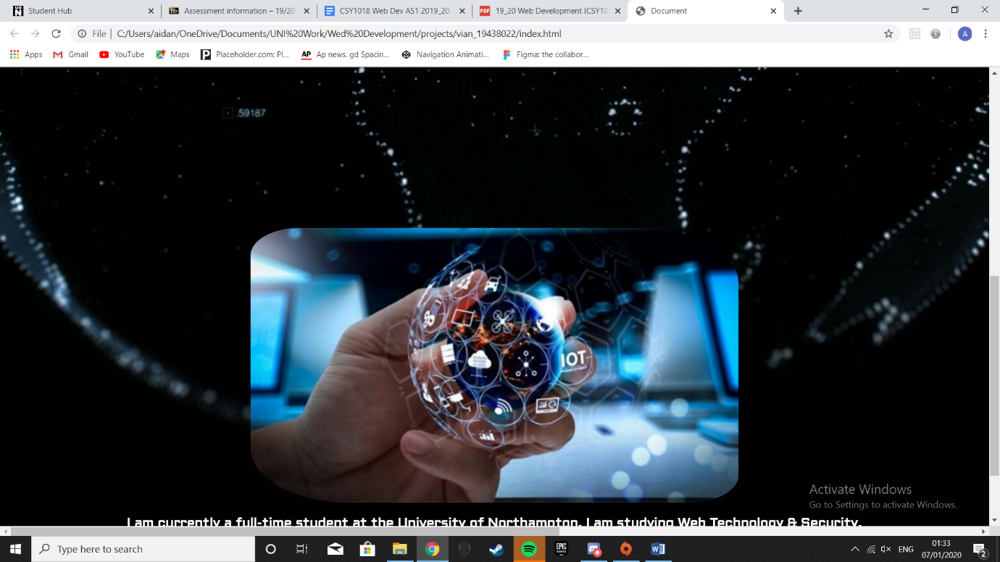 Student Hub
Assessment information – 19/20
CSY1018 Web Dev AS1 2019_20
19_20 Web Development (CSY10
Document
File | C:/Users/aidan/OneDrive/Documents/UNI%20Work/Wed%20Development/projects/vian_19438022/index.html
A
Apps
Gmail
YouTube
Maps
Placeholder.com: Pl...
AP Ap news. gd Spacin...
Navigation Animati...
Figma: the collabor...
.59187
IOT
Activate Windows
Go to Settings to activate Windows.
I am currently a full-time student at the University of Northampton. I am studying Web Technology & Security.
Type here to search
EPIC GAMES
ENG
01:33
07/01/2020
2